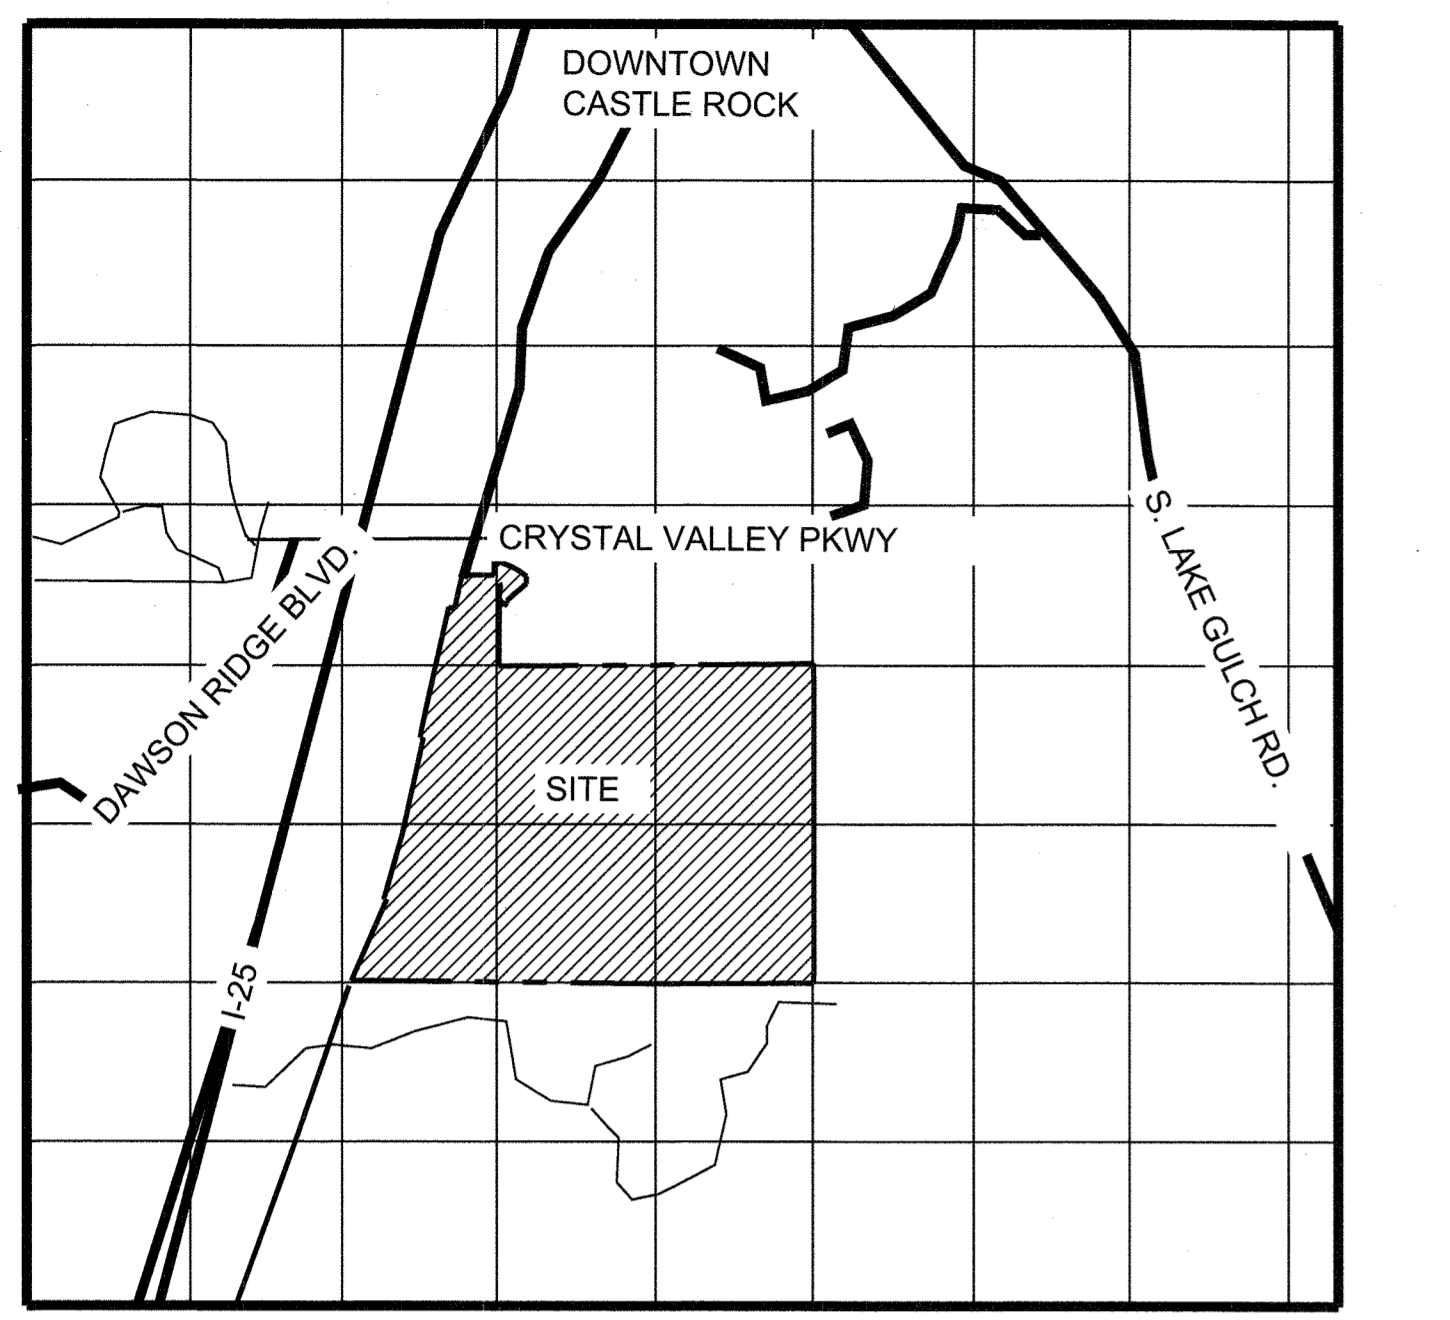 DOWNTOWN
CASTLE ROCK
CRYSTAL VALLEY PKWY
S. LAKE GULCH RD.
DAWSON RIDGE BLVD.
SITE
I-25